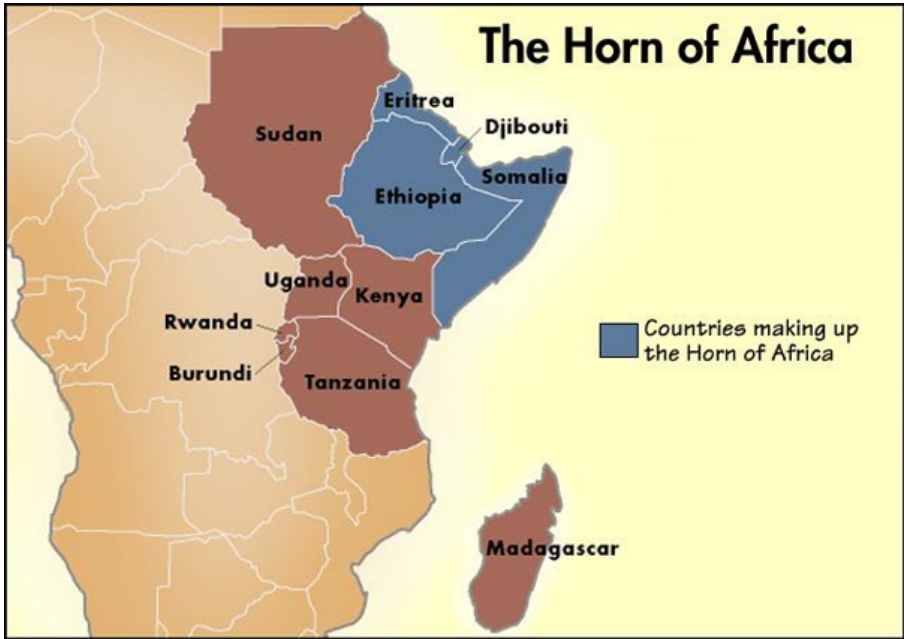 The Horn of Africa
Eritrea
Djibouti
Sudan
Somalia
Ethiopia
Uganda
Kenya
Rwanda
Countries making up
the Horn of Africa
Burundi
Tanzania
Madagascar